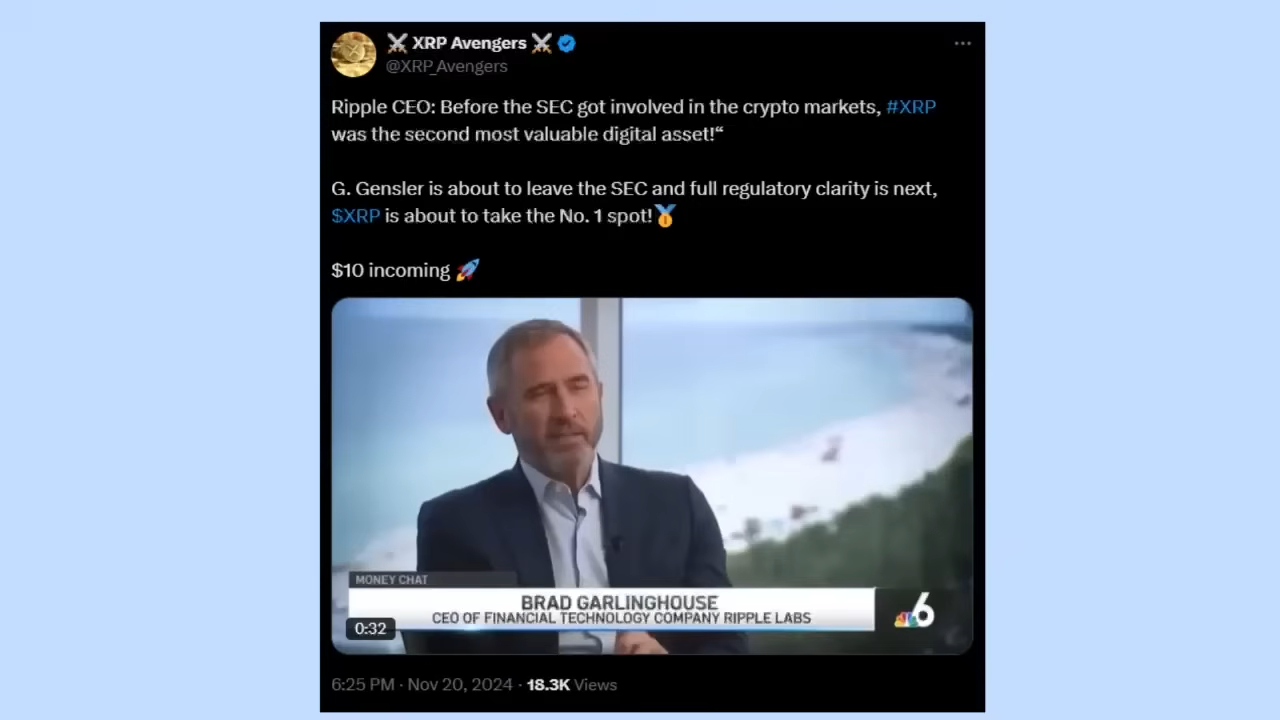 ⚔ XRP Avengers ⚔
@XRP_Avengers
Ripple CEO: Before the SEC got involved in the crypto markets, #XRP
was the second most valuable digital asset!“
G. Gensler is about to leave the SEC and full regulatory clarity is next,
$XRP is about to take the No. 1 spot!🥇
$10 incoming 🚀
MONEY CHAT
BRAD GARLINGHOUSE
CEO OF FINANCIAL TECHNOLOGY COMPANY RIPPLE LABS
6
0:32
6:25 PM · Nov 20, 2024 · 18.3K Views